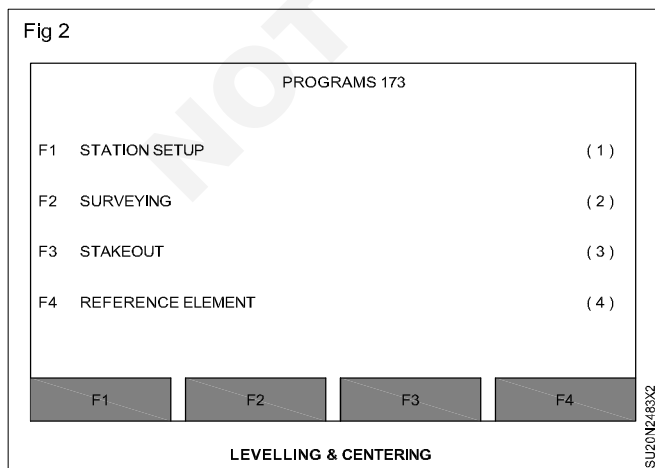 Fig 2
PROGRAMS 173
F1 STATION SETUP (1)
F2 SURVEYING (2)
F3 STAKEOUT (3)
F4 REFERENCE ELEMENT (4)
F1 F2 F3 F4
LEVELLING & CENTERING
SU20N2483X2
NOT